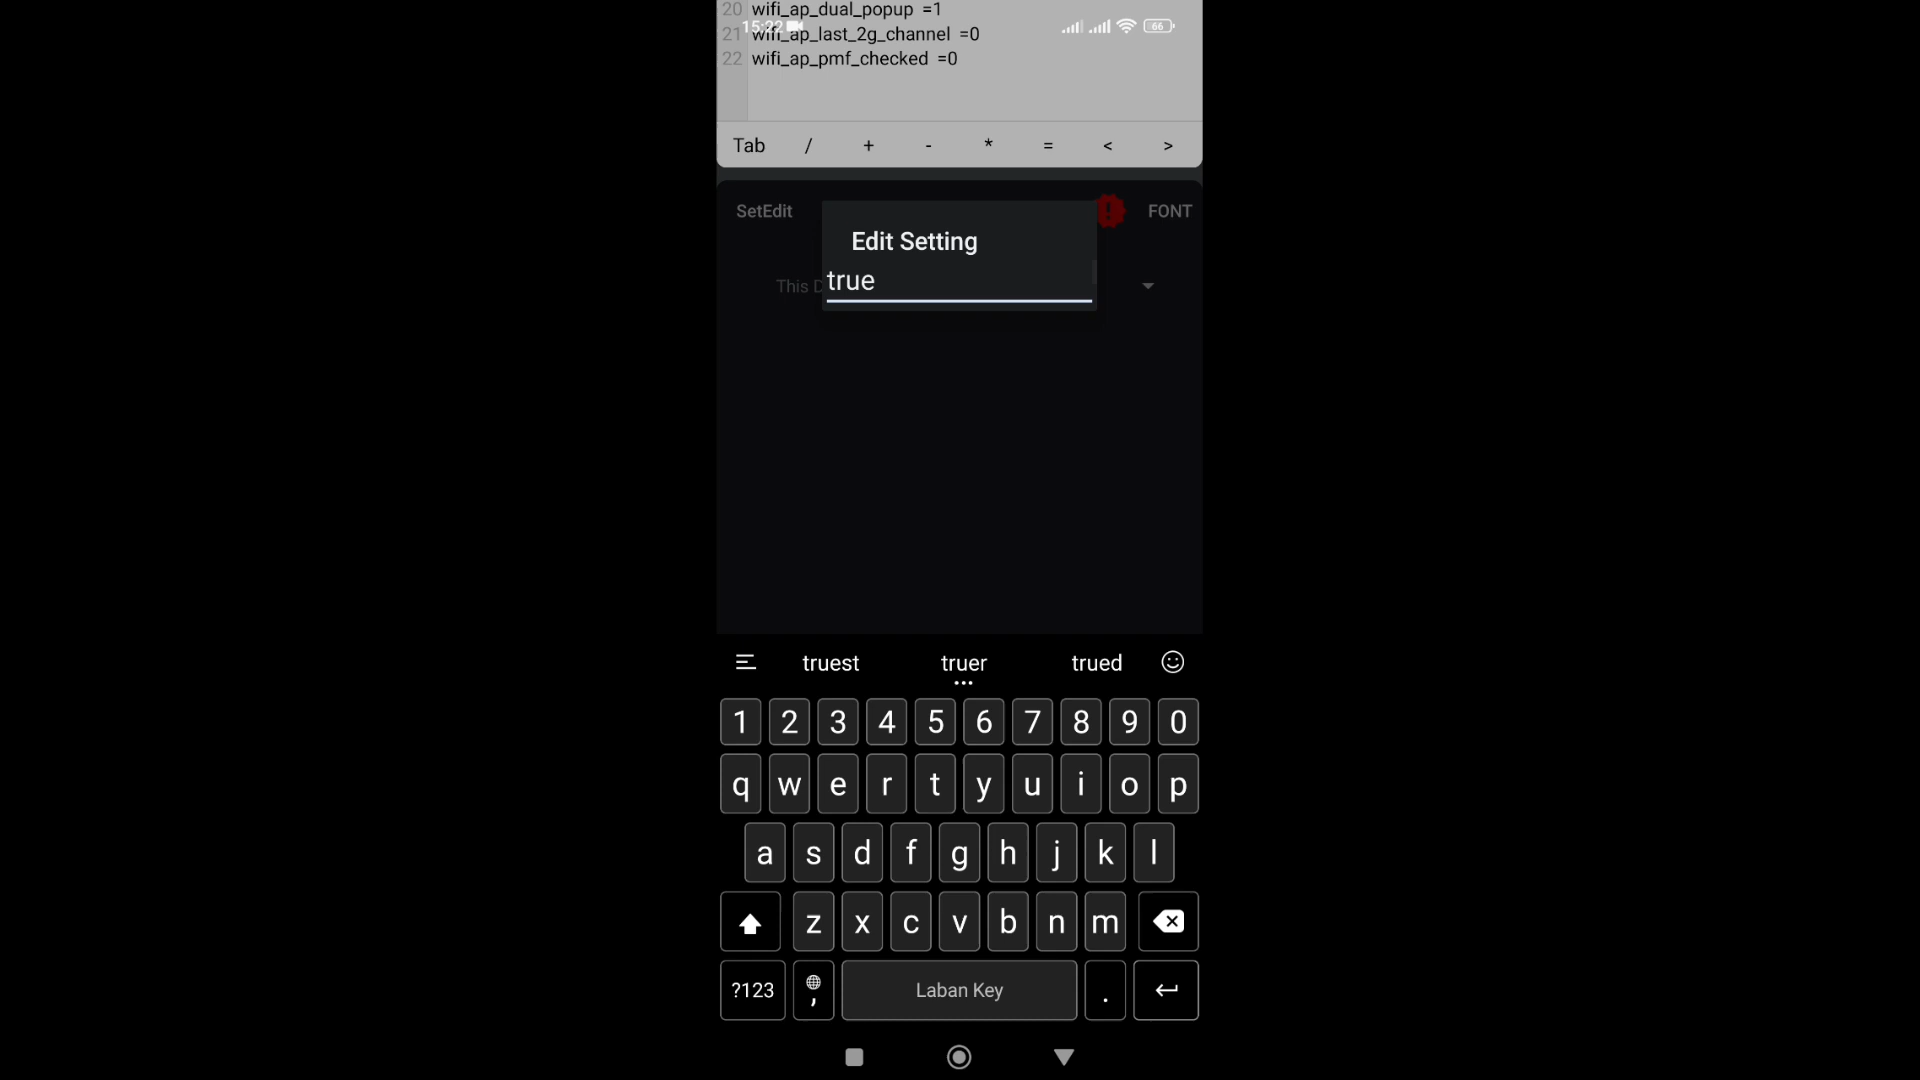 20 wifi_ap_dual_popup =1
15:22
66
21 wifi_ap_last_2g_channel =0
22 wifi_ap_pmf_checked =0
Tab / + - * = < >
SetEdit
! FONT
Edit Setting
This D
true
truest truer trued
1 2 3 4 5 6 7 8 9 0
q w e r t y u i o p
a s d f g h j k l
z x c v b n m
?123 , Laban Key .